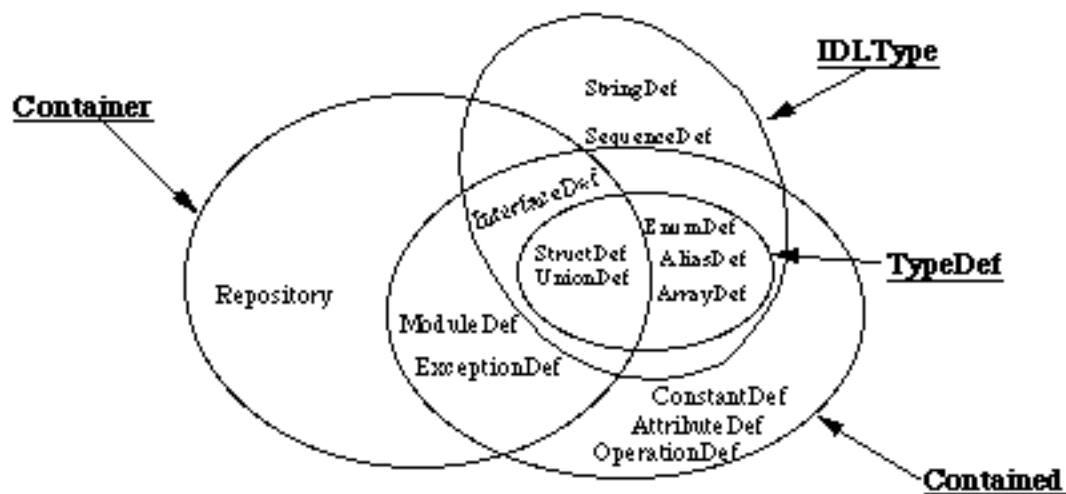 IDLType
StringDef
Container
SequenceDef
InterfaceDef
EnumDef
StructDef
AliasDef
UnionDef
TypeDef
ArrayDef
Repository
ModuleDef
ExceptionDef
ConstantDef
AttributeDef
OperationDef
Contained